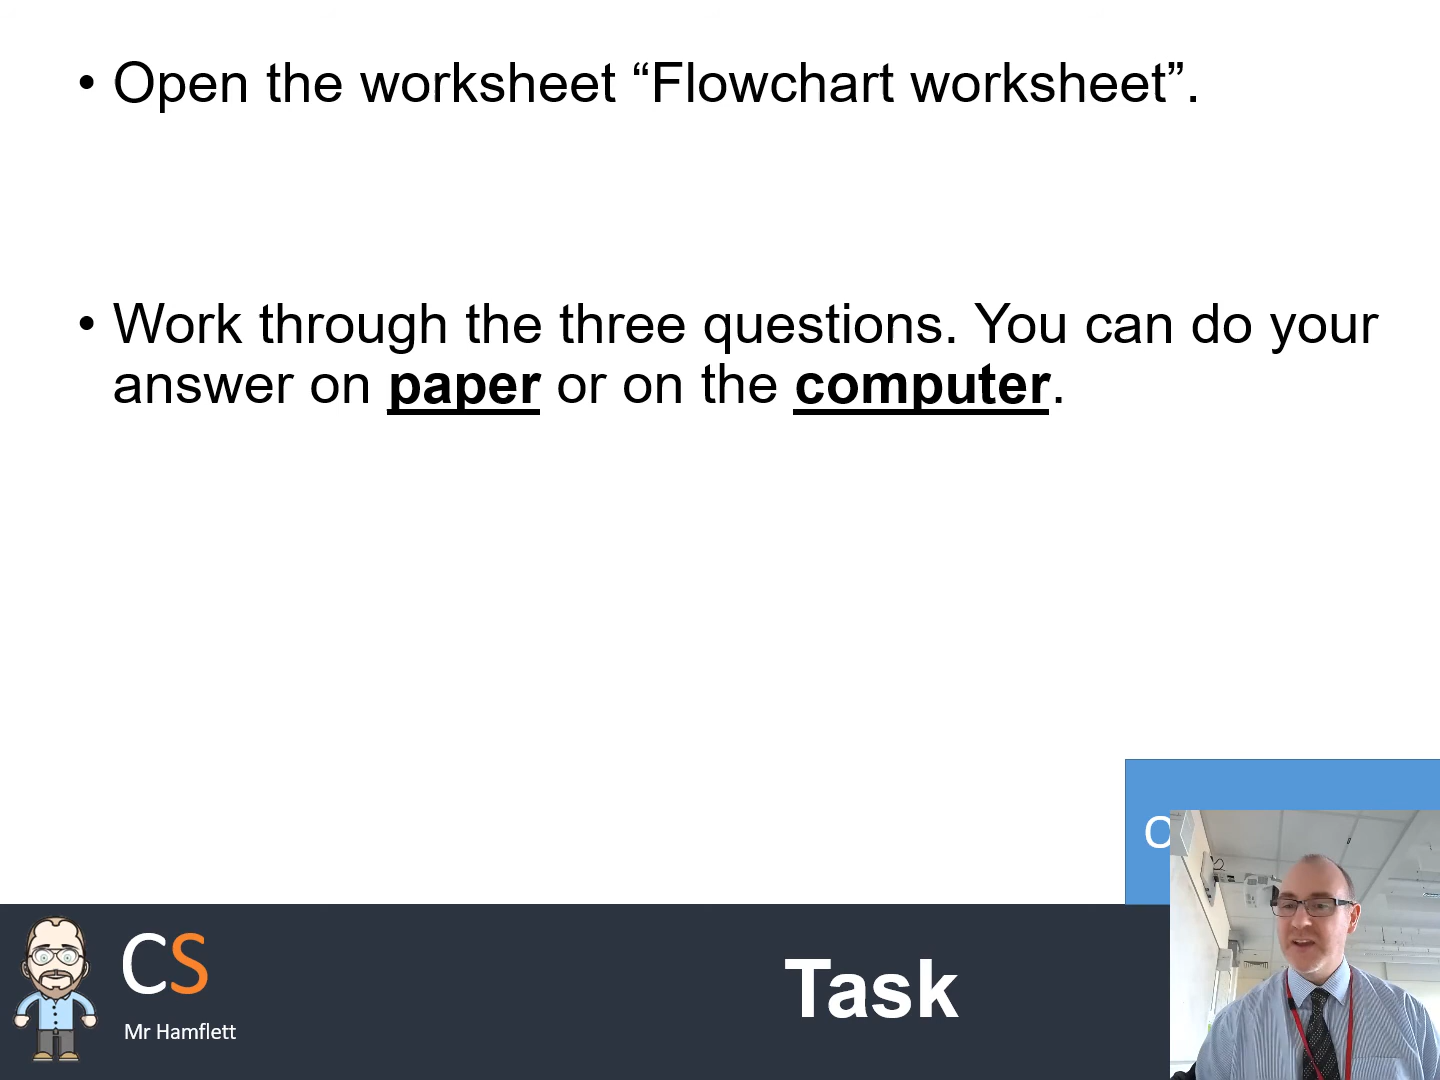 • Open the worksheet “Flowchart worksheet”.
• Work through the three questions. You can do your
answer on paper or on the computer.
CS
Mr Hamflett
Task